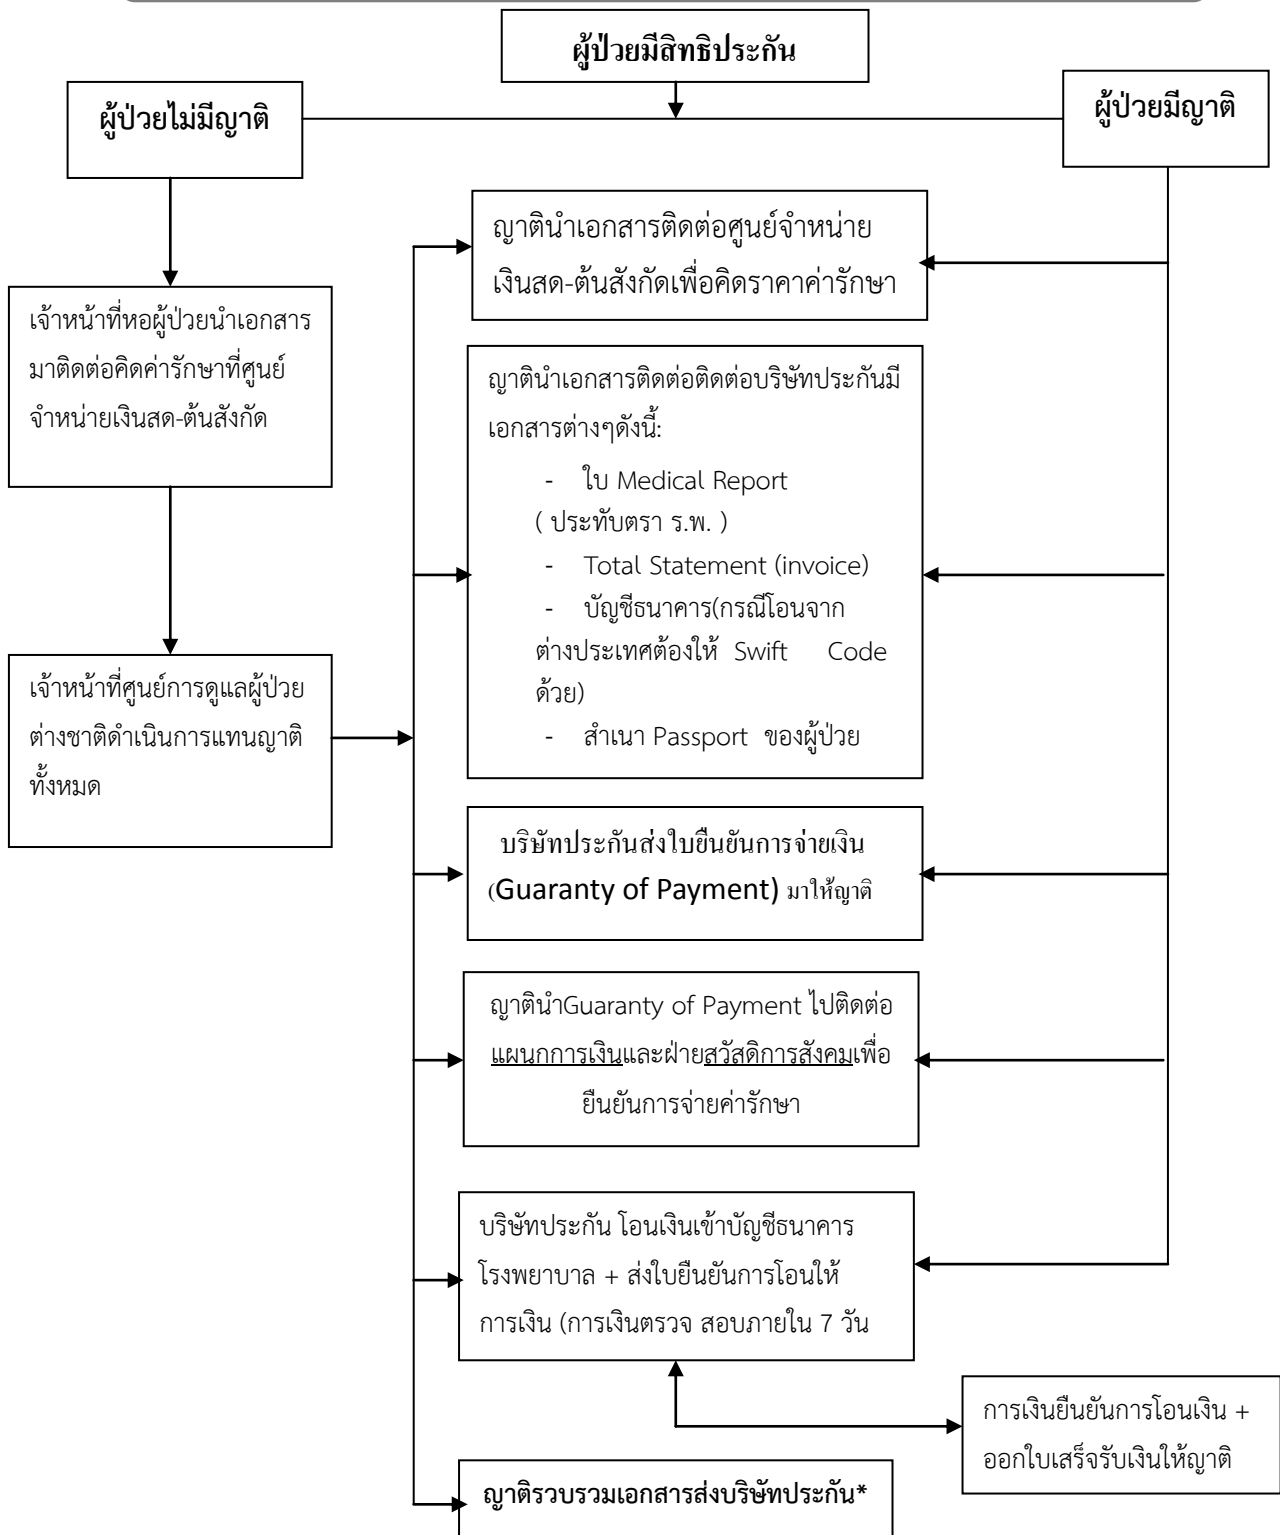 ผู้ป่วยมีสิทธิประกัน
ผู้ป่วยไม่มีญาติ
ผู้ป่วยมีญาติ
ญาตินำเอกสารติดต่อศูนย์จำหน่าย
เงินสด-ต้นสังกัดเพื่อคิดราคาค่ารักษา
เจ้าหน้าที่หอผู้ป่วยนำเอกสาร
มาติดต่อคิดค่ารักษาที่ศูนย์
จำหน่ายเงินสด-ต้นสังกัด
ญาตินำเอกสารติดต่อติดต่อบริษัทประกันมี
เอกสารต่างๆดังนี้:
- ใบ Medical Report
( ประทับตรา ร.พ. )
- Total Statement (invoice)
- บัญชีธนาคาร(กรณีโอนจาก
ต่างประเทศต้องให้ Swift Code
ด้วย)
- สำเนา Passport ของผู้ป่วย
เจ้าหน้าที่ศูนย์การดูแลผู้ป่วย
ต่างชาติดำเนินการแทนญาติ
ทั้งหมด
บริษัทประกันส่งใบยืนยันการจ่ายเงิน
(Guaranty of Payment) มาให้ญาติ
ญาตินำGuaranty of Payment ไปติดต่อ
แผนกการเงินและฝ่ายสวัสดิการสังคมเพื่อ
ยืนยันการจ่ายค่ารักษา
บริษัทประกัน โอนเงินเข้าบัญชีธนาคาร
โรงพยาบาล + ส่งใบยืนยันการโอนให้
การเงิน (การเงินตรวจ สอบภายใน 7 วัน
การเงินยืนยันการโอนเงิน +
ออกใบเสร็จรับเงินให้ญาติ
ญาติรวบรวมเอกสารส่งบริษัทประกัน*